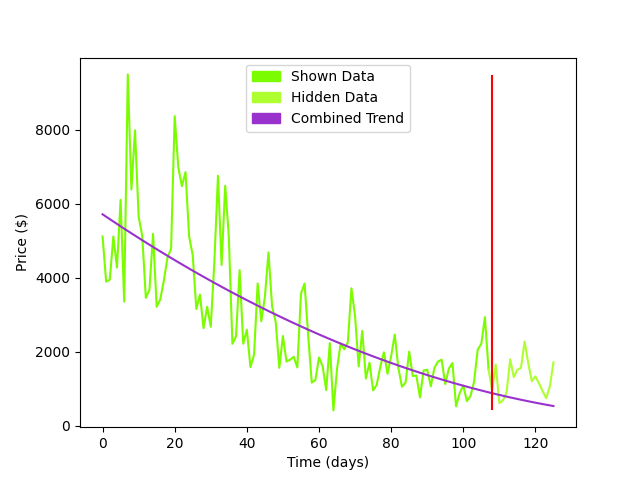 Shown Data
Hidden Data
Combined Trend
Price ($)
8000
6000
4000
2000
0
0 20 40 60 80 100 120
Time (days)